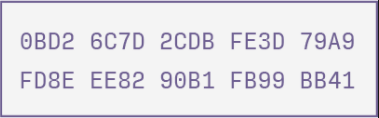 0BD2 6C7D 2CDB FE3D 79A9
FD8E EE82 90B1 FB99 BB41